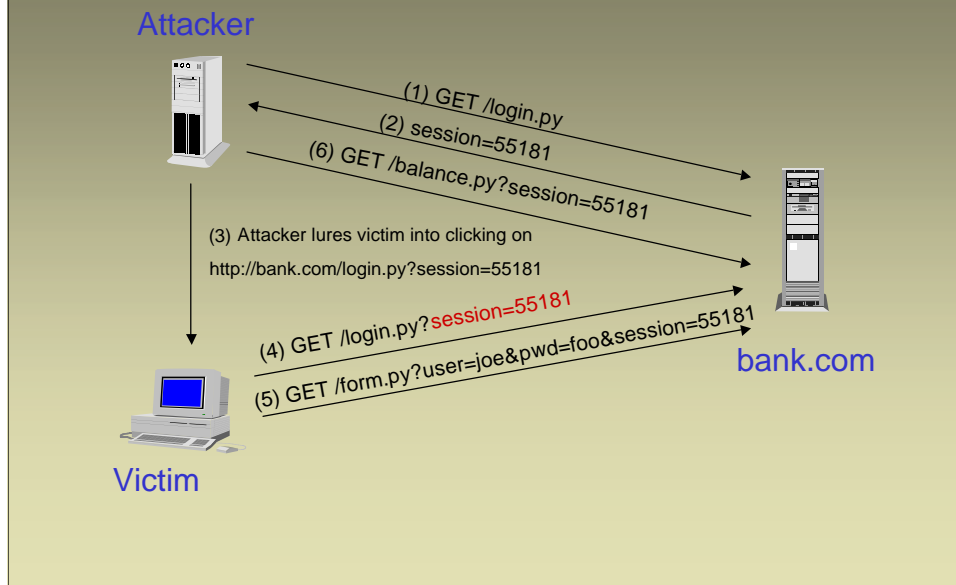 Attacker
(1) GET /login.py
(2) session=55181
(6) GET /balance.py?session=55181
(3) Attacker lures victim into clicking on
http://bank.com/login.py?session=55181
(4) GET /login.py?session=55181
(5) GET /form.py?user=joe&pwd=foo&session=55181
bank.com
Victim